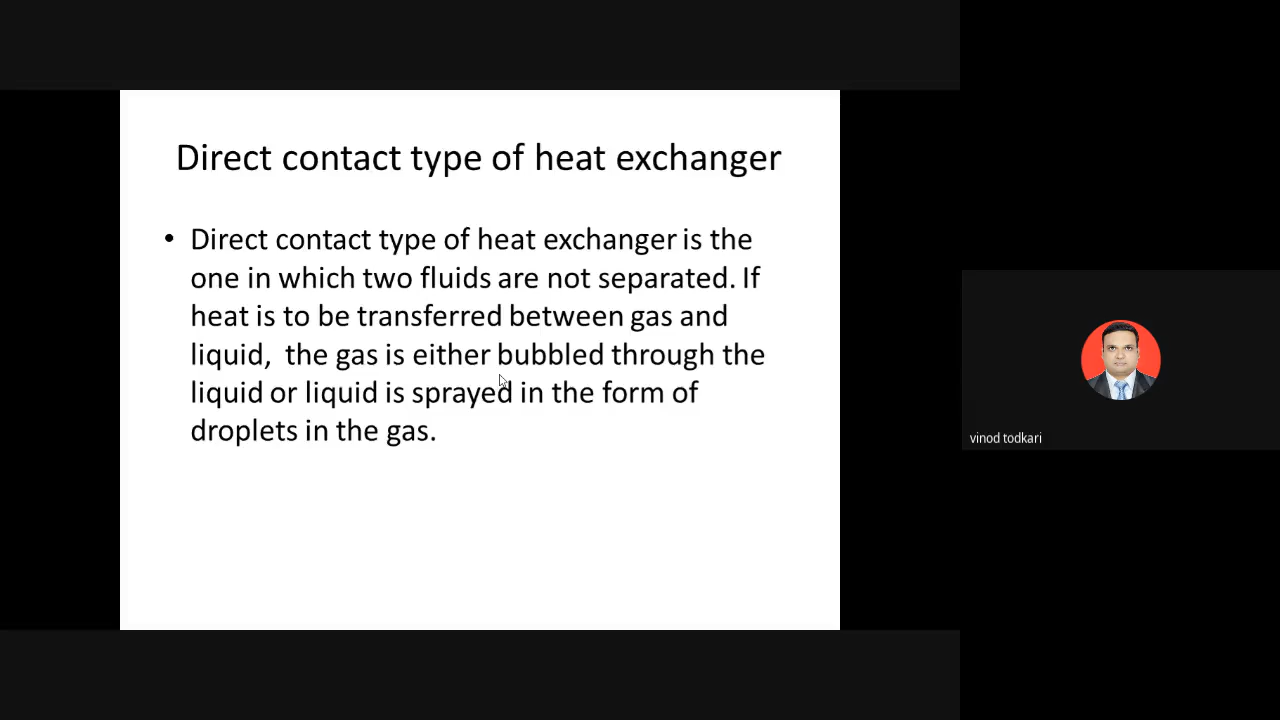 Direct contact type of heat exchanger
• Direct contact type of heat exchanger is the
one in which two fluids are not separated. If
heat is to be transferred between gas and
liquid,  the gas is either bubbled through the
liquid or liquid is sprayed in the form of
droplets in the gas.
vinod todkari